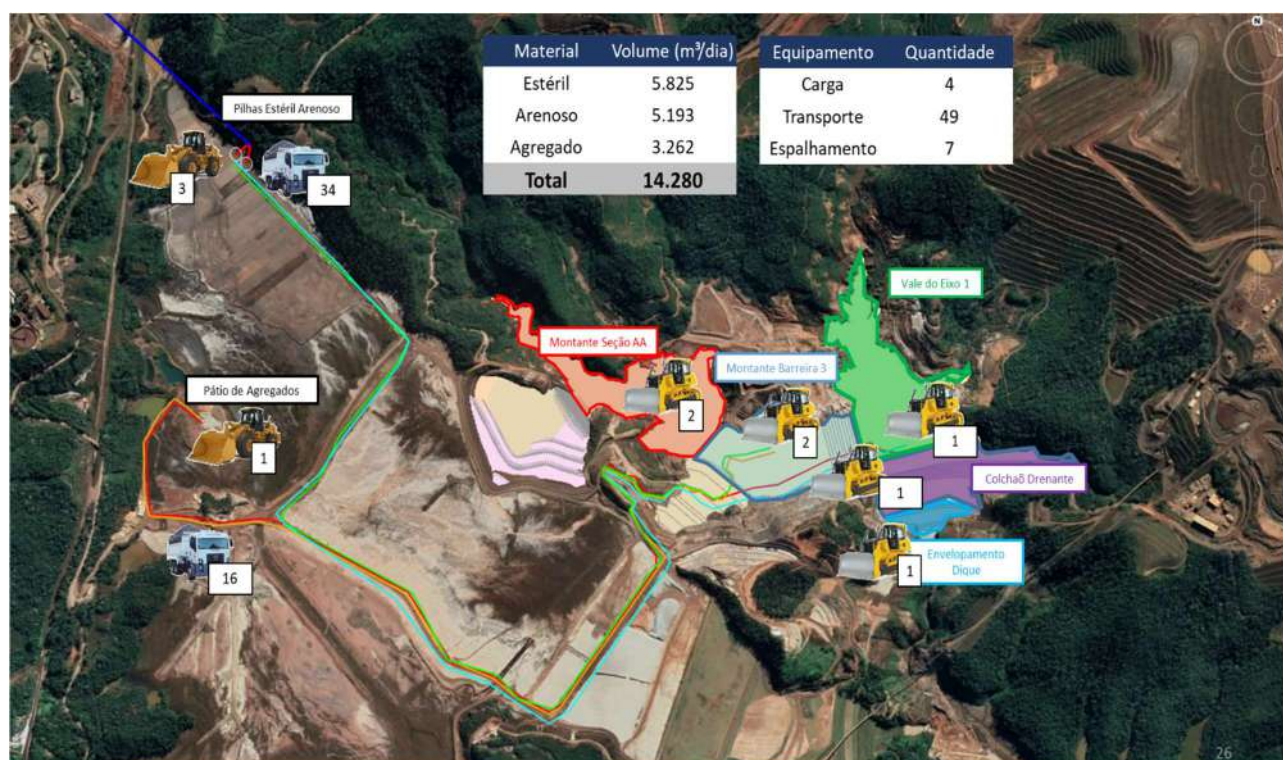 N
Material Volume (m³/dia)
Estéril 5.825
Arenoso 5.193
Agregado 3.262
Total 14.280
Equipamento Quantidade
Carga 4
Transporte 49
Espalhamento 7
Pilhas Estéril Arenoso
3
34
Vale do Eixo 1
Montante Seção AA
Montante Barreira 3
Pátio de Agregados
2
2
1
1
1
Colchaõ Drenante
16
Envelopamento
Dique
1
26